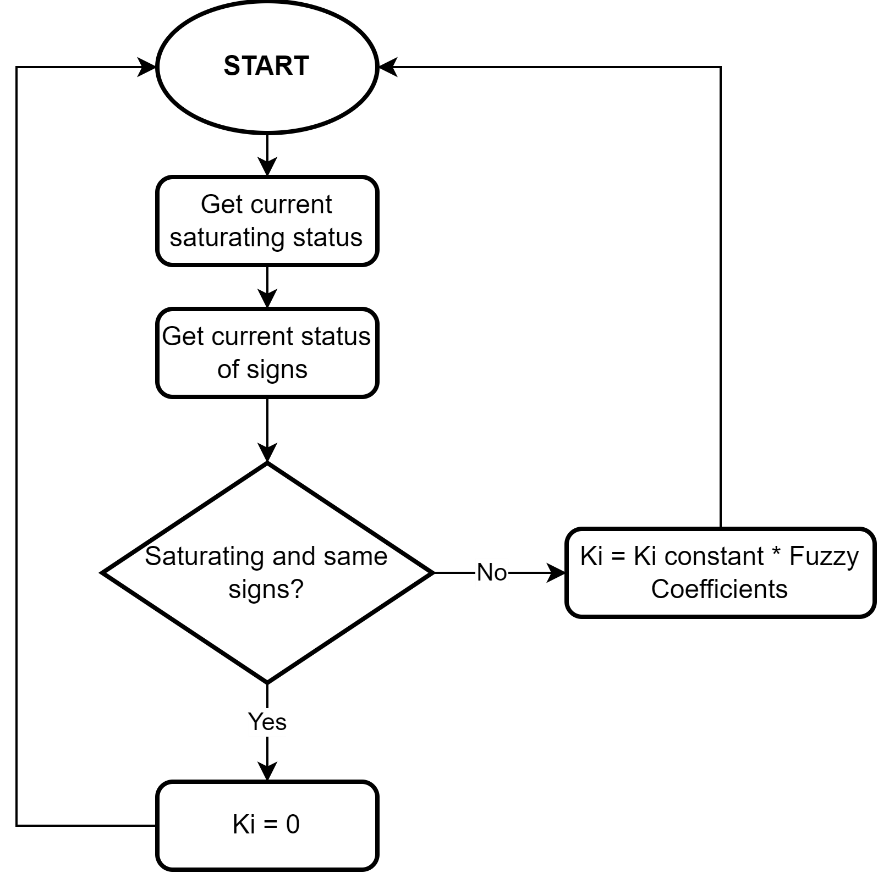 START
Get current
saturating status
Get current status
of signs
Saturating and same
signs?
No
Ki = Ki constant * Fuzzy
Coefficients
Yes
Ki = 0